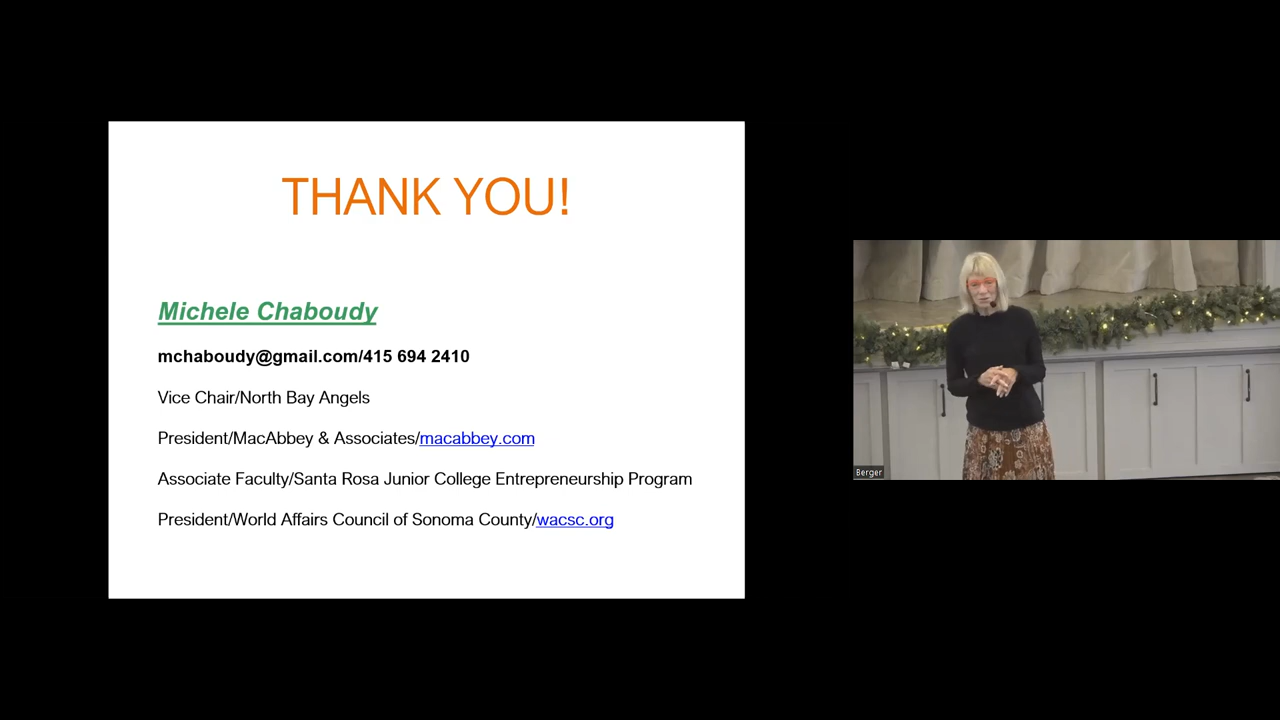 THANK YOU!
Michele Chaboudy
mchaboudy@gmail.com/415 694 2410
Vice Chair/North Bay Angels
President/MacAbbey & Associates/macabbey.com
Associate Faculty/Santa Rosa Junior College Entrepreneurship Program
President/World Affairs Council of Sonoma County/wacsc.org
Berger